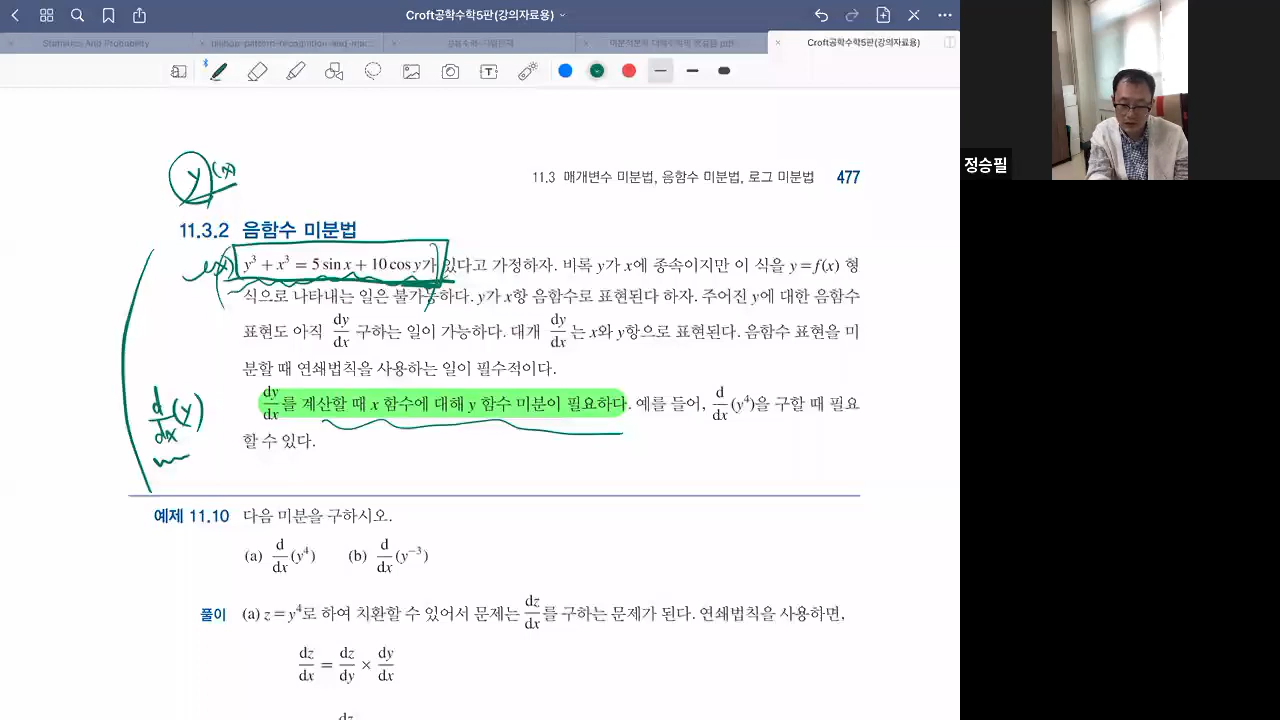 Croft공학수학5판(강의자료용)
Statistics And Probability
bishop-pattern-recognition-and-mac...
Croft공학수학5판(강의자료용)
정승필
y(x)
11.3 매개변수 미분법, 음함수 미분법, 로그 미분법 477
11.3.2 음함수 미분법
ex) y³ + x³ = 5 sin x + 10 cos y가 있다고 가정하자. 비록 y가 x에 종속이지만 이 식을 y = f(x) 형
식으로 나타내는 일은 불가능하다. y가 x항 음함수로 표현된다 하자. 주어진 y에 대한 음함수
표현도 아직 dy/dx 구하는 일이 가능하다. 대개 dy/dx는 x와 y항으로 표현된다. 음함수 표현을 미
분할 때 연쇄법칙을 사용하는 일이 필수적이다.
dy/dx를 계산할 때 x 함수에 대해 y 함수 미분이 필요하다. 예를 들어, d/dx(y⁴)을 구할 때 필요
d/dx(y)
할 수 있다.
예제 11.10 다음 미분을 구하시오.
(a) d/dx(y⁴) (b) d/dx(y⁻³)
풀이 (a) z = y⁴로 하여 치환할 수 있어서 문제는 dz/dx를 구하는 문제가 된다. 연쇄법칙을 사용하면,
dz/dx = dz/dy × dy/dx
dz